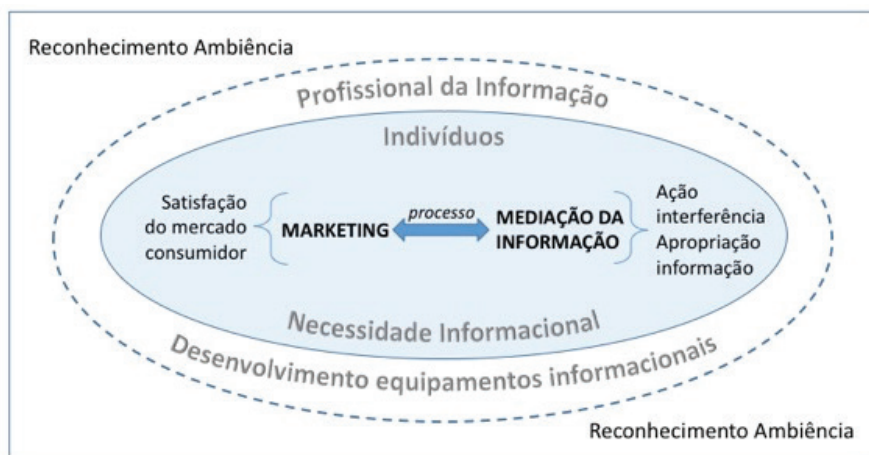 Reconhecimento Ambiência
Profissional da Informação
Indivíduos
Satisfação
do mercado
consumidor
MARKETING
processo
MEDIAÇÃO DA
INFORMAÇÃO
Ação
interferência
Apropriação
informação
Necessidade Informacional
Desenvolvimento equipamentos informacionais
Reconhecimento Ambiência